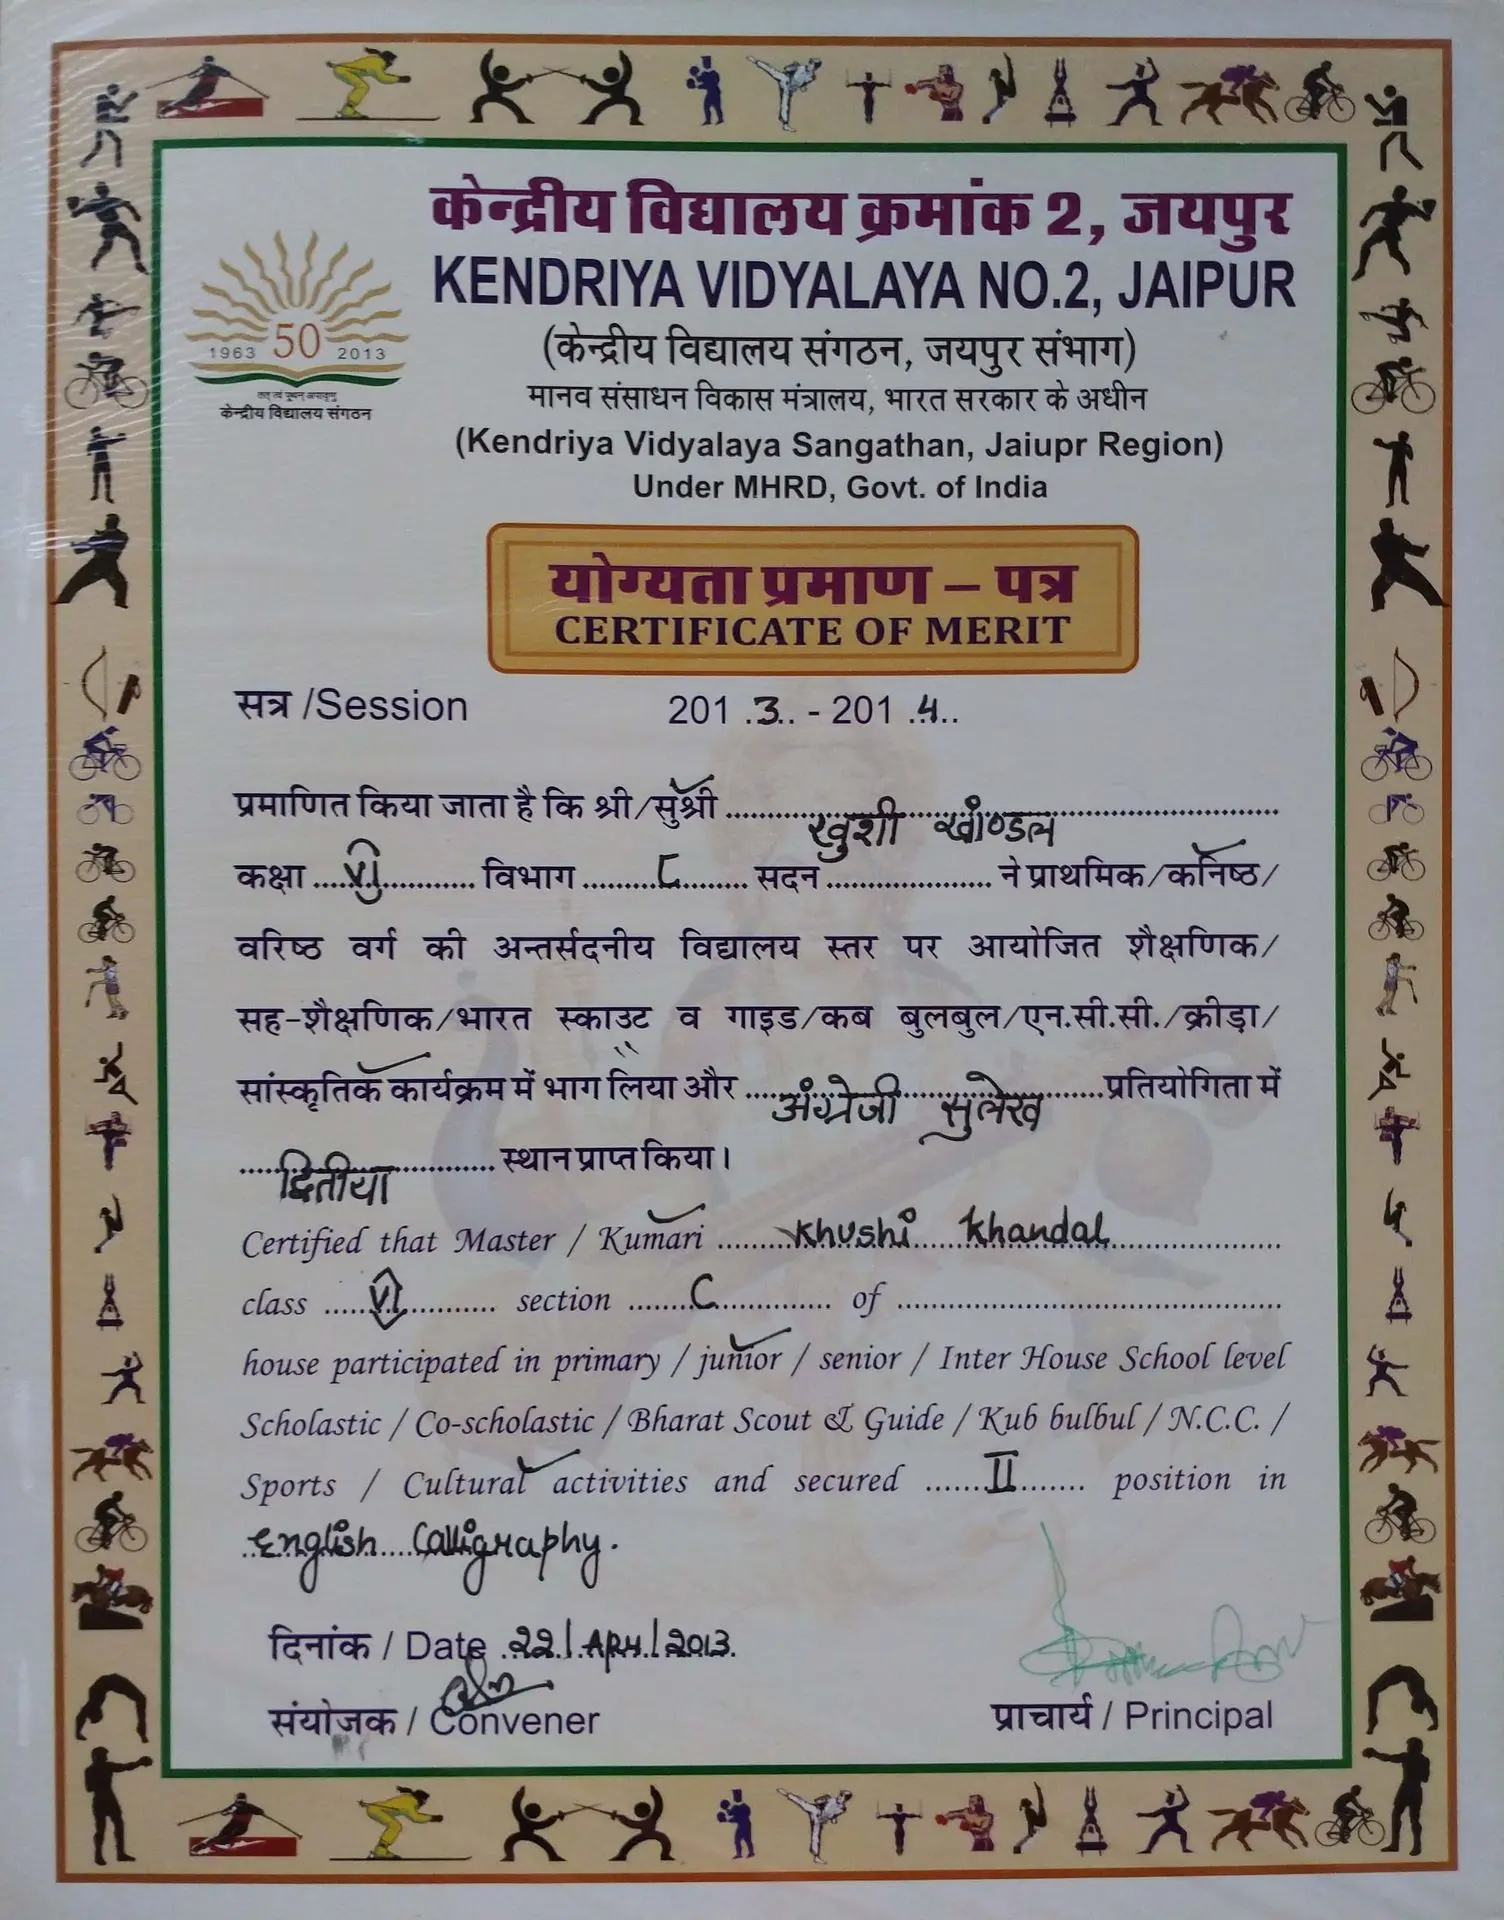 केन्द्रीय विद्यालय क्रमांक 2, जयपुर
KENDRIYA VIDYALAYA NO.2, JAIPUR
1963 50 2013
केन्द्रीय विद्यालय संगठन
(केन्द्रीय विद्यालय संगठन, जयपुर संभाग)
मानव संसाधन विकास मंत्रालय, भारत सरकार के अधीन
(Kendriya Vidyalaya Sangathan, Jaiupr Region)
Under MHRD, Govt. of India
योग्यता प्रमाण – पत्र
CERTIFICATE OF MERIT
सत्र /Session 201.3.. - 201.4..
प्रमाणित किया जाता है कि श्री/सुश्री खुशी खाण्डल
कक्षा VI विभाग C सदन ने प्राथमिक/कनिष्ठ/
वरिष्ठ वर्ग की अन्तर्सदनीय विद्यालय स्तर पर आयोजित शैक्षणिक/
सह-शैक्षणिक/भारत स्काउट व गाइड/कब बुलबुल/एन.सी.सी./क्रीड़ा/
सांस्कृतिक कार्यक्रम में भाग लिया और अंग्रेजी सुलेख प्रतियोगिता में
द्वितीया स्थान प्राप्त किया।
Certified that Master / Kumari Khushi Khandal
class VI section C of
house participated in primary / junior / senior / Inter House School level
Scholastic / Co-scholastic / Bharat Scout & Guide / Kub bulbul / N.C.C. /
Sports / Cultural activities and secured II position in
English Calligraphy.
दिनांक / Date 22/APRIL/2013.
संयोजक / Convener
प्राचार्य / Principal